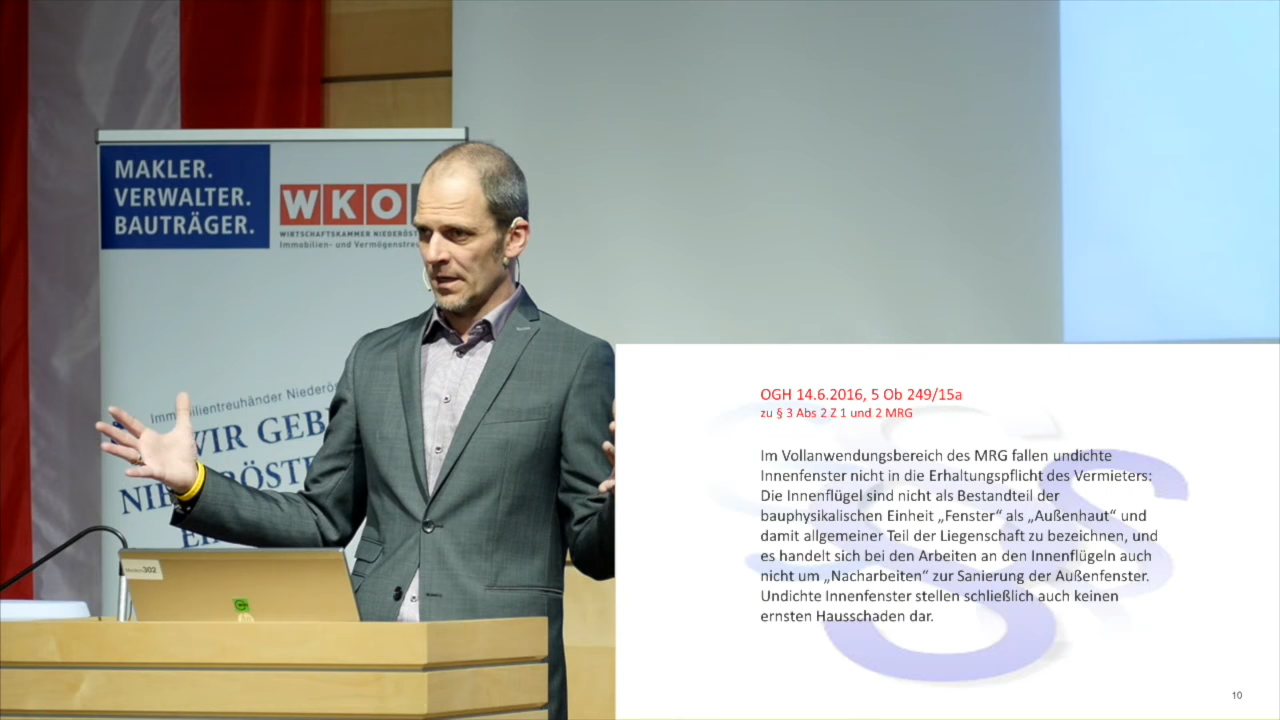 MAKLER.
VERWALTER.
BAUTRÄGER.
WKO
WIRTSCHAFTSKAMMER
Immobilien- und
Niederö
WIR GEB
302
OGH 14.6.2016, 5 Ob 249/15a
zu § 3 Abs 2 Z 1 und 2 MRG
Im Vollanwendungsbereich des MRG fallen undichte
Innenfenster nicht in die Erhaltungspflicht des Vermieters:
Die Innenflügel sind nicht als Bestandteil der
bauphysikalischen Einheit „Fenster“ als „Außenhaut“ und
damit allgemeiner Teil der Liegenschaft zu bezeichnen, und
es handelt sich bei den Arbeiten an den Innenflügeln auch
nicht um „Nacharbeiten“ zur Sanierung der Außenfenster.
Undichte Innenfenster stellen schließlich auch keinen
ernsten Hausschaden dar.
10